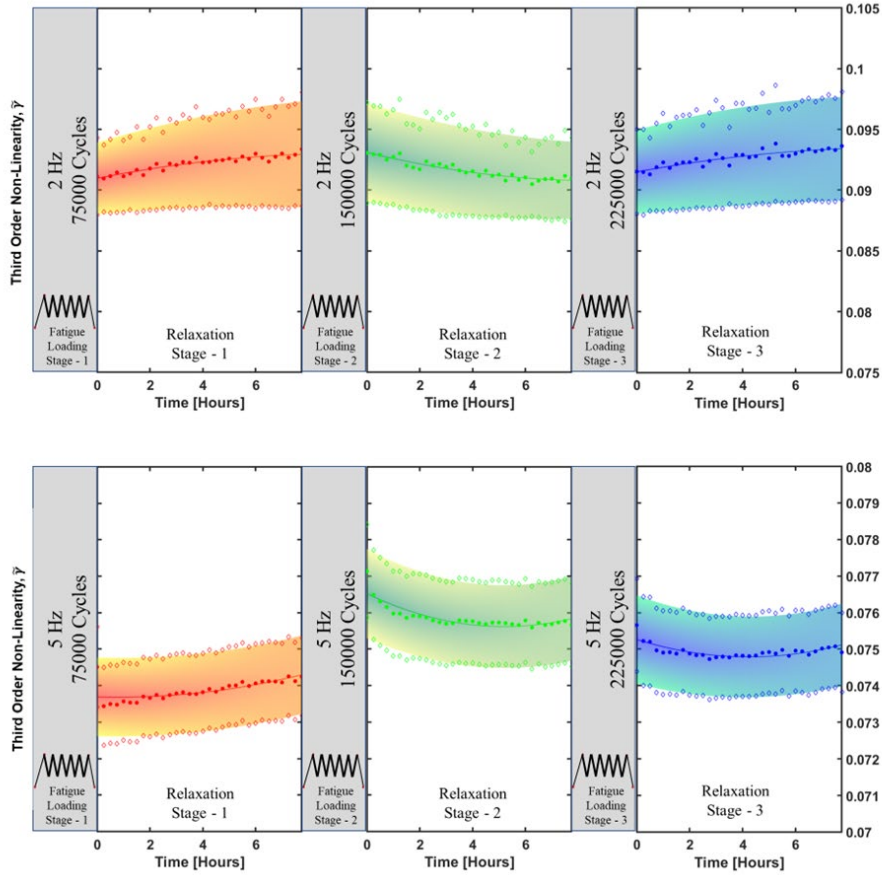 Third Order Non-Linearity, γ̃
2 Hz
75000 Cycles
Fatigue
Loading
Stage - 1
Relaxation
Stage - 1
0 2 4 6
Time [Hours]
2 Hz
150000 Cycles
Fatigue
Loading
Stage - 2
Relaxation
Stage - 2
0 2 4 6
Time [Hours]
2 Hz
225000 Cycles
Fatigue
Loading
Stage - 3
Relaxation
Stage - 3
0 2 4 6
Time [Hours]
0.105
0.1
0.095
0.09
0.085
0.08
0.075
Third Order Non-Linearity, γ̃
5 Hz
75000 Cycles
Fatigue
Loading
Stage - 1
Relaxation
Stage - 1
0 2 4 6
Time [Hours]
5 Hz
150000 Cycles
Fatigue
Loading
Stage - 2
Relaxation
Stage - 2
0 2 4 6
Time [Hours]
5 Hz
225000 Cycles
Fatigue
Loading
Stage - 3
Relaxation
Stage - 3
0 2 4 6
Time [Hours]
0.08
0.079
0.078
0.077
0.076
0.075
0.074
0.073
0.072
0.071
0.07